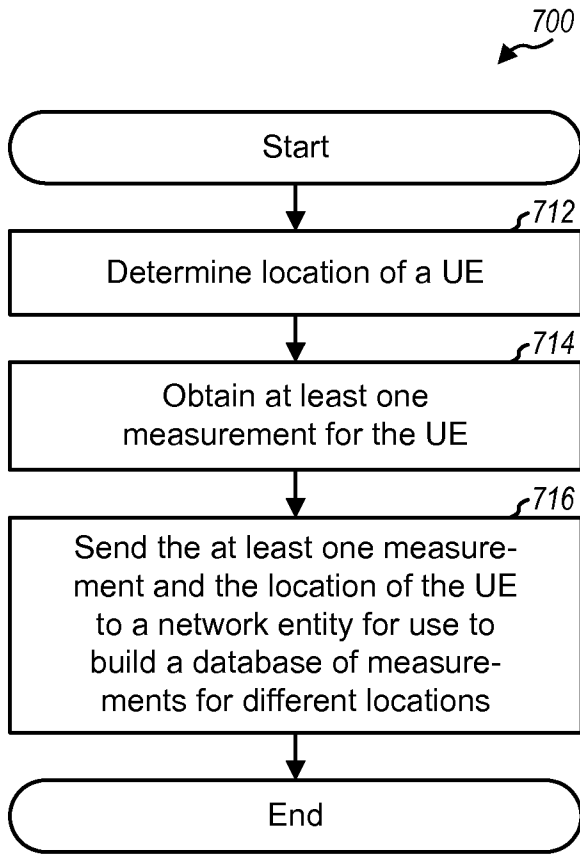 700
Start
712
Determine location of a UE
714
Obtain at least one
measurement for the UE
716
Send the at least one measure-
ment and the location of the UE
to a network entity for use to
build a database of measure-
ments for different locations
End